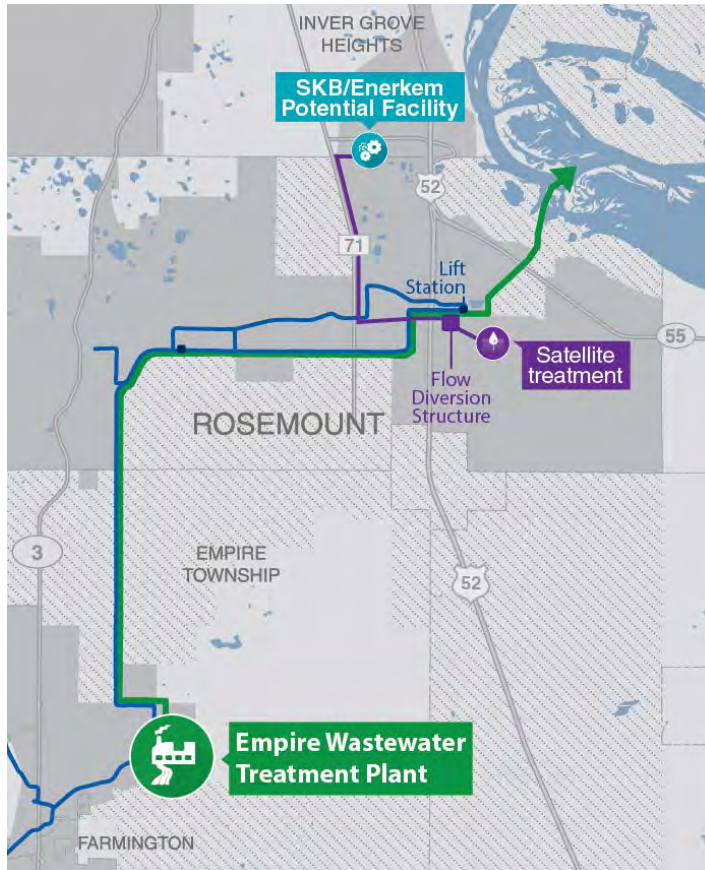 INVER GROVE
HEIGHTS
SKB/Enerkem
Potential Facility
52
71
Lift
Station
55
Satellite
treatment
Flow
Diversion
Structure
ROSEMOUNT
3
EMPIRE
TOWNSHIP
52
Empire Wastewater
Treatment Plant
FARMINGTON